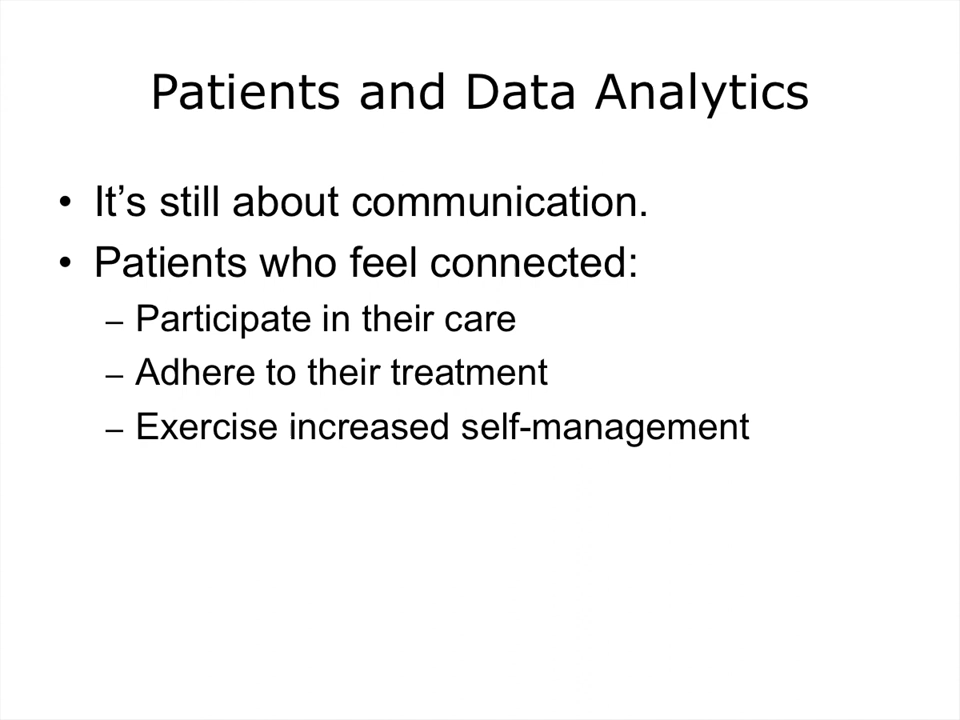 Patients and Data Analytics
• It’s still about communication.
• Patients who feel connected:
– Participate in their care
– Adhere to their treatment
– Exercise increased self-management